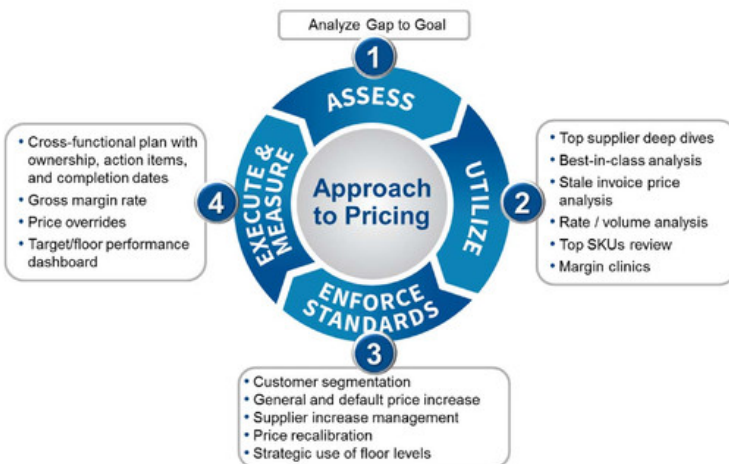 Analyze Gap to Goal
1
ASSESS
UTILIZE
2
• Top supplier deep dives
• Best-in-class analysis
• Stale invoice price
analysis
• Rate / volume analysis
• Top SKUs review
• Margin clinics
ENFORCE
STANDARDS
3
• Customer segmentation
• General and default price increase
• Supplier increase management
• Price recalibration
• Strategic use of floor levels
EXECUTE &
MEASURE
4
• Cross-functional plan with
ownership, action items,
and completion dates
• Gross margin rate
• Price overrides
• Target/floor performance
dashboard
Approach
to Pricing